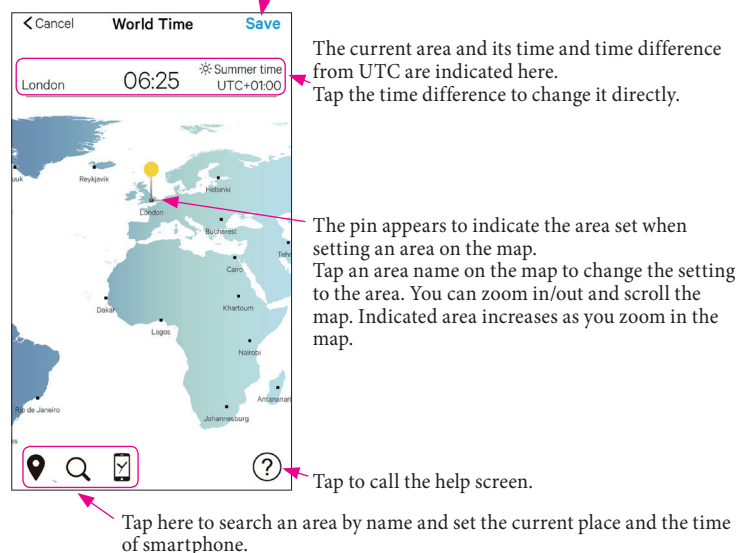 Cancel World Time Save
London 06:25 Summer time
UTC+01:00
The current area and its time and time difference
from UTC are indicated here.
Tap the time difference to change it directly.
uuk Reykjavik Helsinki
London
Bucharest
Tehr
Cairo
The pin appears to indicate the area set when
setting an area on the map.
Tap an area name on the map to change the setting
to the area. You can zoom in/out and scroll the
map. Indicated area increases as you zoom in the
map.
Dakar Khartoum
Lagos
Nairobi
Rio de Janeiro Antananari
Johannesburg
es
?
Tap to call the help screen.
Tap here to search an area by name and set the current place and the time
of smartphone.